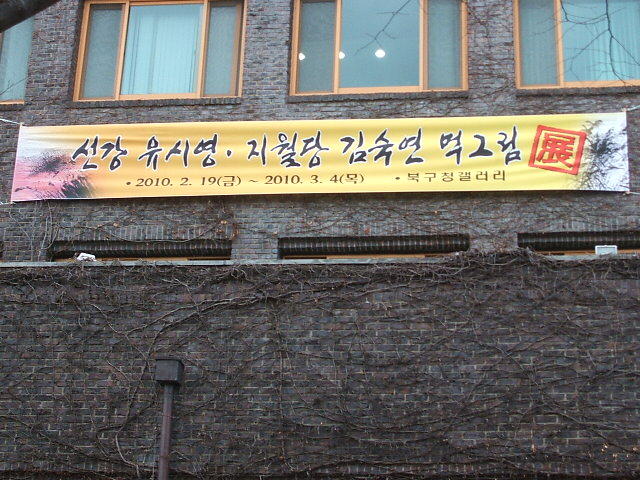 선강 유시영 · 지월당 김숙연 먹그림 展
· 2010. 2. 19(금) ~ 2010. 3. 4(목) · 북구청갤러리